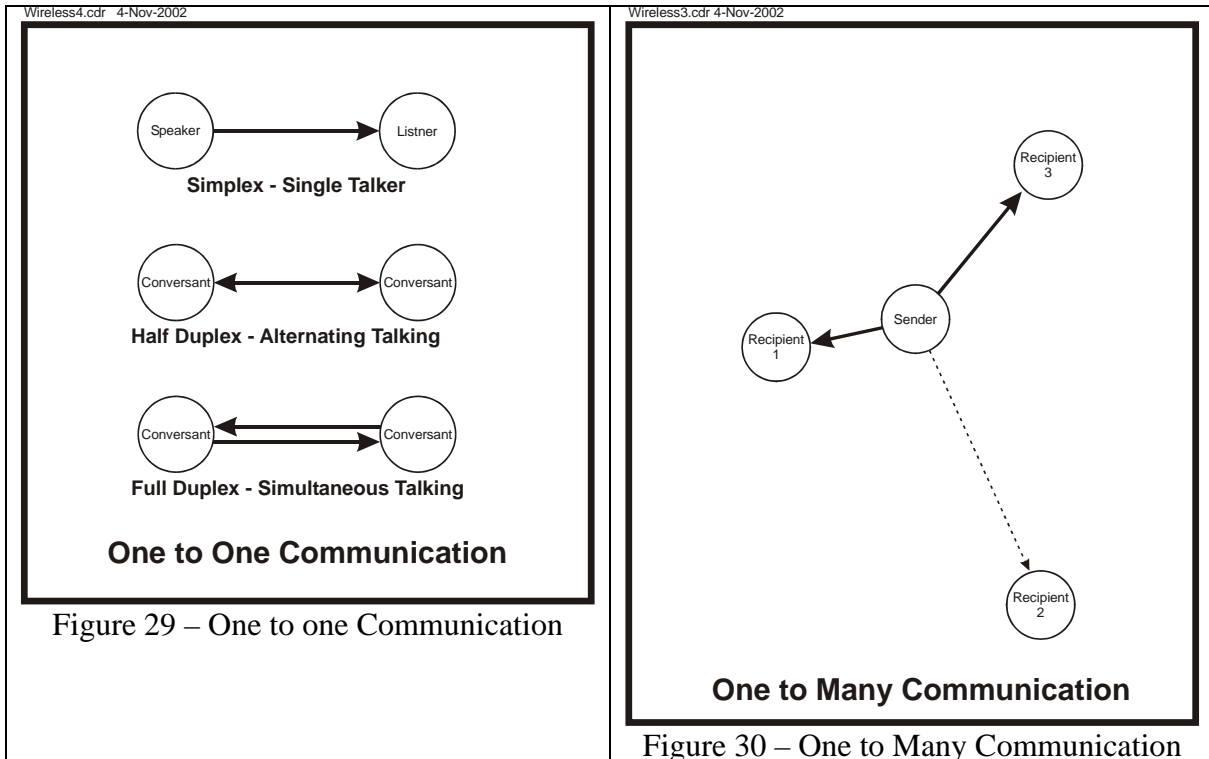 Wireless4.cdr 4-Nov-2002
Speaker
Listner
Simplex - Single Talker
Conversant
Conversant
Half Duplex - Alternating Talking
Conversant
Conversant
Full Duplex - Simultaneous Talking
One to One Communication
Figure 29 – One to one Communication
Wireless3.cdr 4-Nov-2002
Recipient
3
Sender
Recipient
1
Recipient
2
One to Many Communication
Figure 30 – One to Many Communication